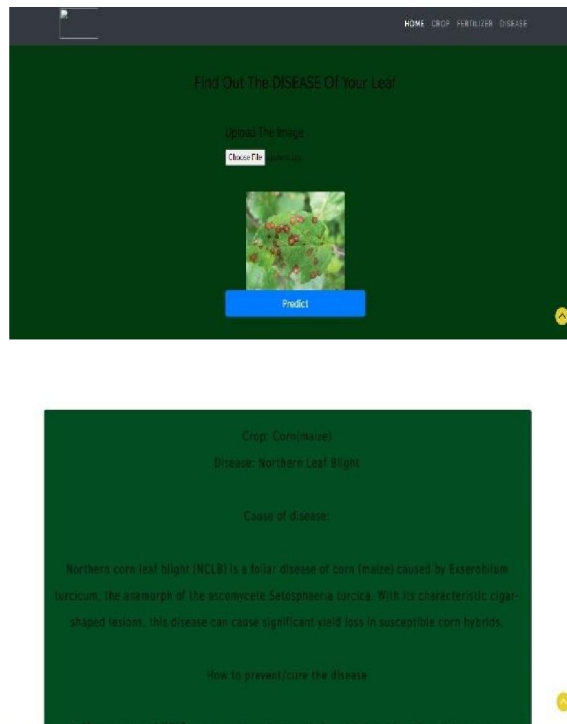 HOME CROP FERTILIZER DISEASE
Find Out The DISEASE Of Your Leaf
Upload The Image
Choose File
Predict
Crop: Corn(maize)
Disease: Northern Leaf Blight
Cause of disease:
Northern corn leaf blight (NCLB) is a foliar disease of corn (maize) caused by Exserohilum
turcicum, the anamorph of the ascomycete Setosphaeria turcica. With its characteristic cigar-
shaped lesions, this disease can cause significant yield loss in susceptible corn hybrids.
How to prevent/cure the disease